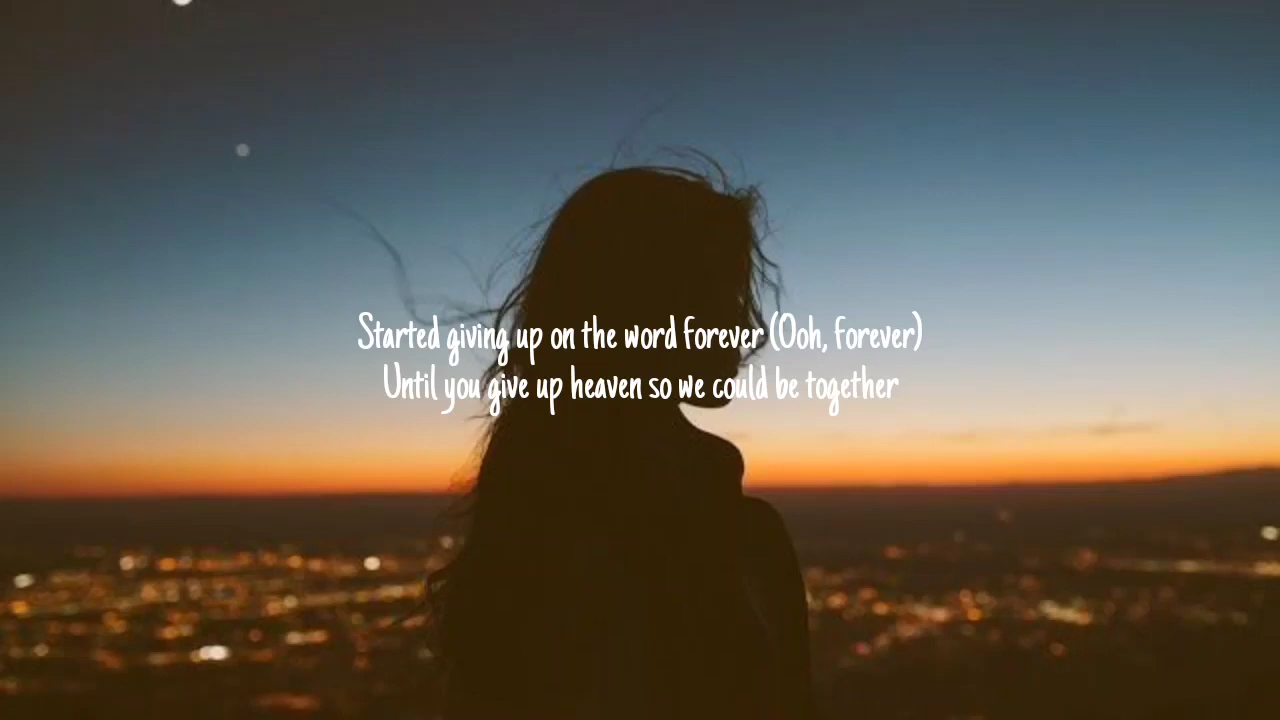 Started giving up on the word forever (Ooh, forever)
Until you give up heaven so we could be together